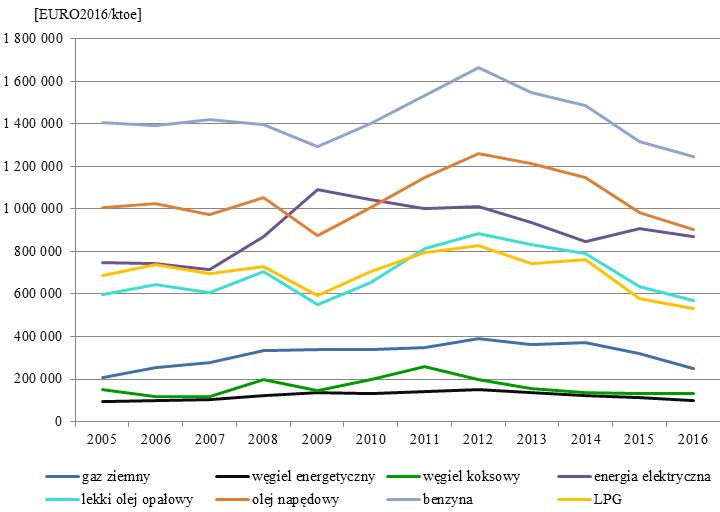 [EURO2016/ktoe]
1 800 000
1 600 000
1 400 000
1 200 000
1 000 000
800 000
600 000
400 000
200 000
0
2005 2006 2007 2008 2009 2010 2011 2012 2013 2014 2015 2016
gaz ziemny węgiel energetyczny węgiel koksowy energia elektryczna
lekki olej opałowy olej napędowy benzyna LPG